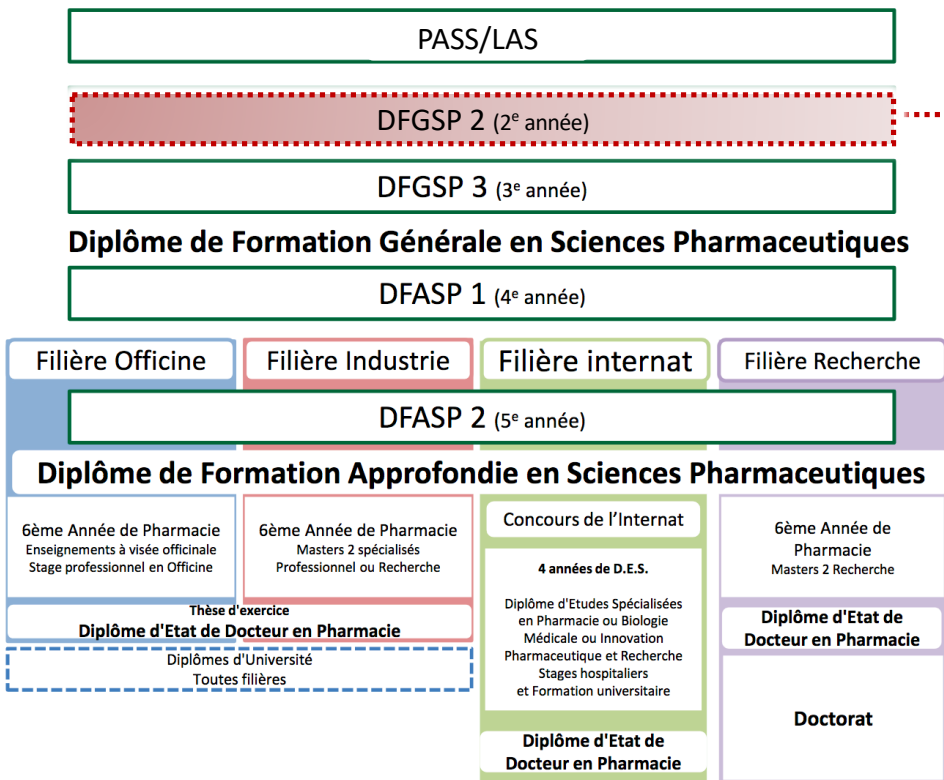 PASS/LAS
DFGSP 2 (2e année)
DFGSP 3 (3e année)
Diplôme de Formation Générale en Sciences Pharmaceutiques
DFASP 1 (4e année)
Filière Officine
Filière Industrie
Filière internat
Filière Recherche
DFASP 2 (5e année)
Diplôme de Formation Approfondie en Sciences Pharmaceutiques
6ème Année de Pharmacie
Enseignements à visée officinale
Stage professionnel en Officine
6ème Année de Pharmacie
Masters 2 spécialisés
Professionnel ou Recherche
Thèse d'exercice
Diplôme d'Etat de Docteur en Pharmacie
Diplômes d'Université
Toutes filières
Concours de l'Internat
4 années de D.E.S.
Diplôme d'Etudes Spécialisées
en Pharmacie ou Biologie
Médicale ou Innovation
Pharmaceutique et Recherche
Stages hospitaliers
et Formation universitaire
Diplôme d'Etat de
Docteur en Pharmacie
6ème Année de
Pharmacie
Masters 2 Recherche
Diplôme d'Etat de
Docteur en Pharmacie
Doctorat